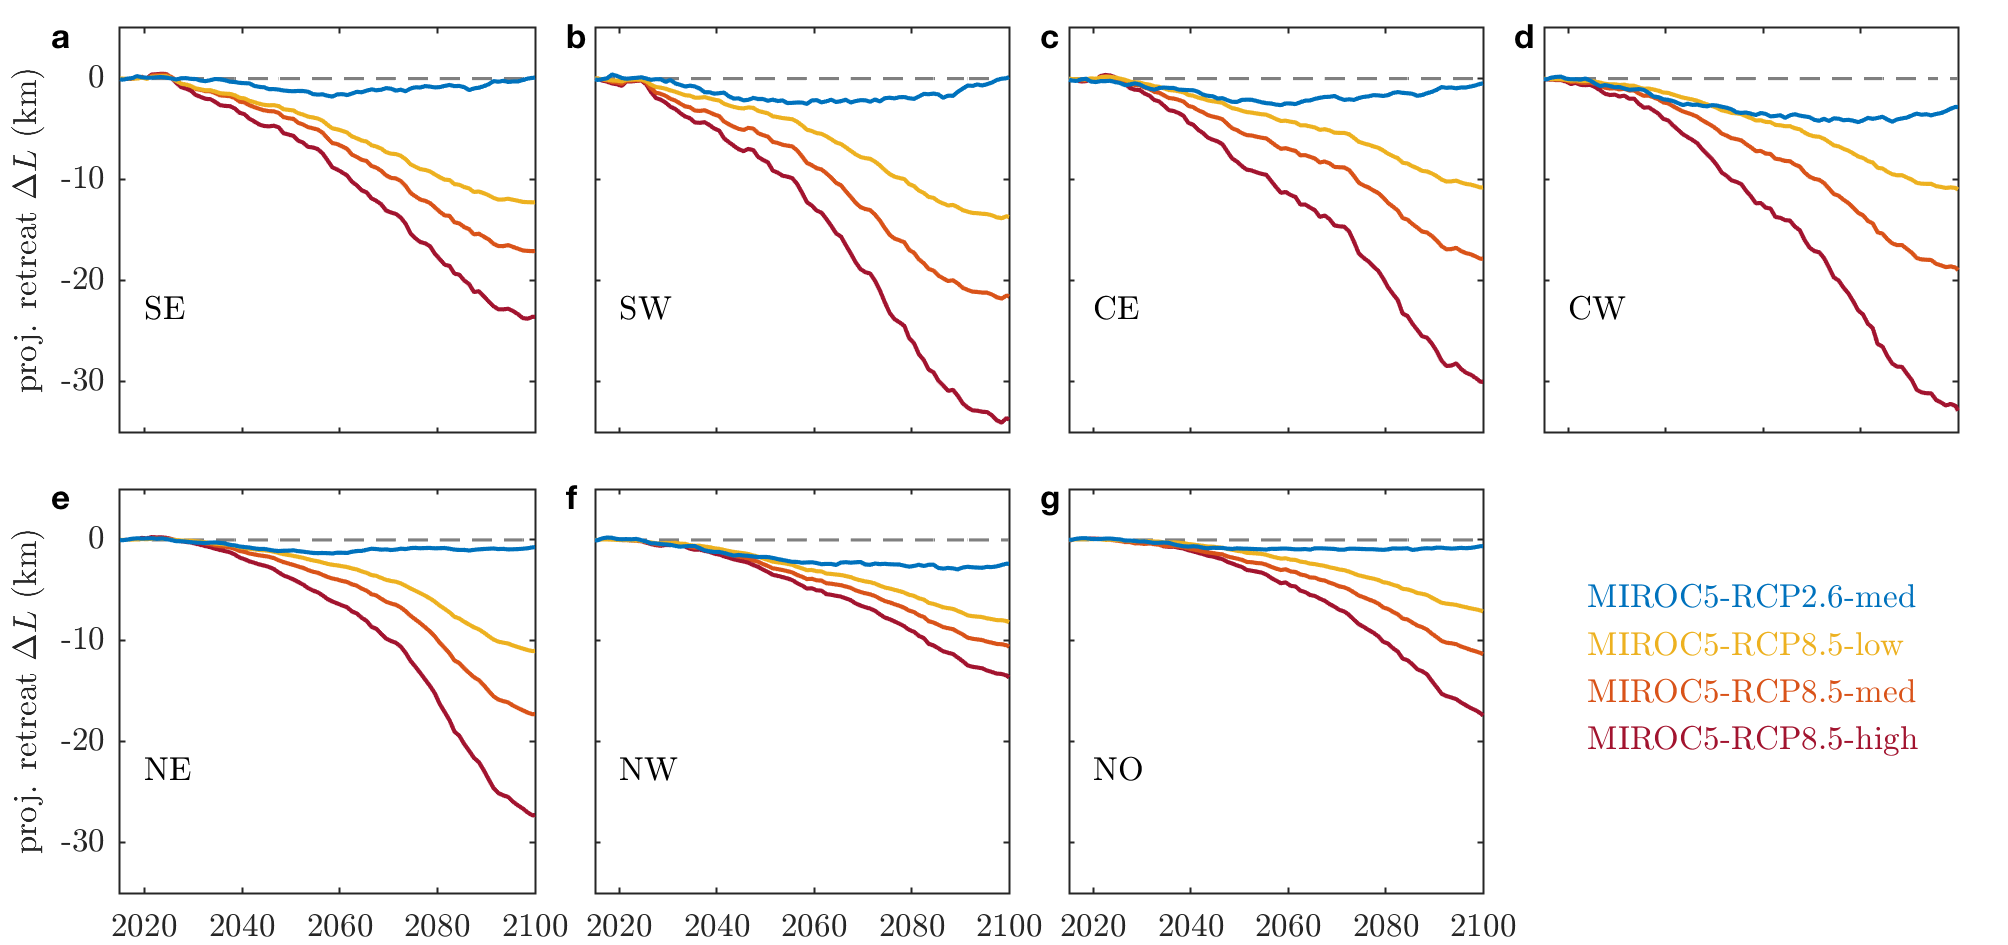 a
b
c
d
proj. retreat ΔL (km)
0
-10
-20
-30
SE
SW
CE
CW
e
f
g
proj. retreat ΔL (km)
0
-10
-20
-30
NE
NW
NO
MIROC5-RCP2.6-med
MIROC5-RCP8.5-low
MIROC5-RCP8.5-med
MIROC5-RCP8.5-high
2020 2040 2060 2080 2100
2020 2040 2060 2080 2100
2020 2040 2060 2080 2100